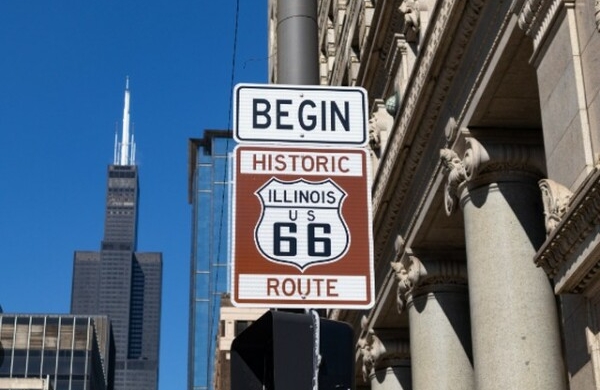 BEGIN
HISTORIC
ILLINOIS
US
66
ROUTE